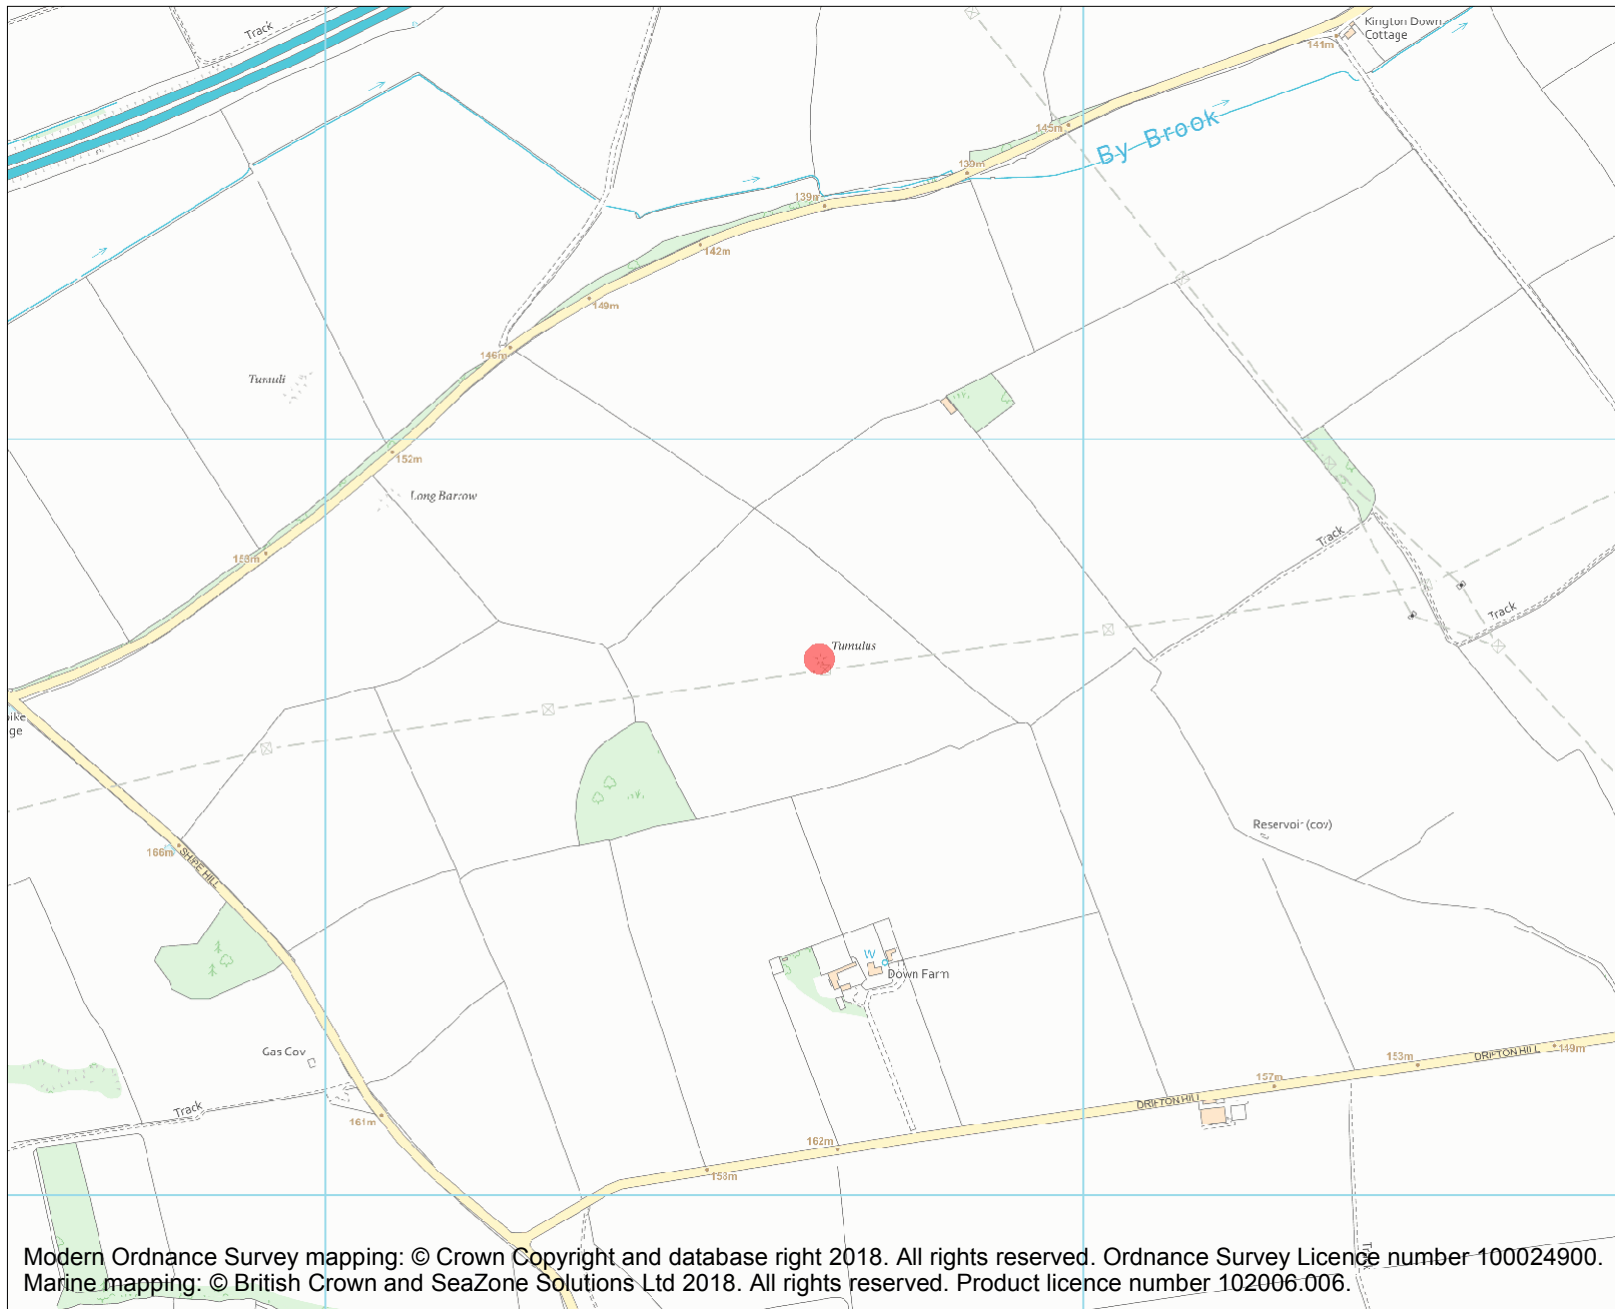 Track
Kington Down
Cottage
141m
By Brook
145m
139m
139m
142m
149m
146m
Tumuli
152m
Long Barrow
Track
Track
Tumulus
166m
SHIPE HILL
Reservoir (cov)
W
Down Farm
Gas Gov
Track
161m
DRIFTON HILL
149m
153m
157m
DRIFTON HILL
162m
158m
Track
Modern Ordnance Survey mapping: © Crown Copyright and database right 2018. All rights reserved. Ordnance Survey Licence number 100024900.
Marine mapping: © British Crown and SeaZone Solutions Ltd 2018. All rights reserved. Product licence number 102006.006.